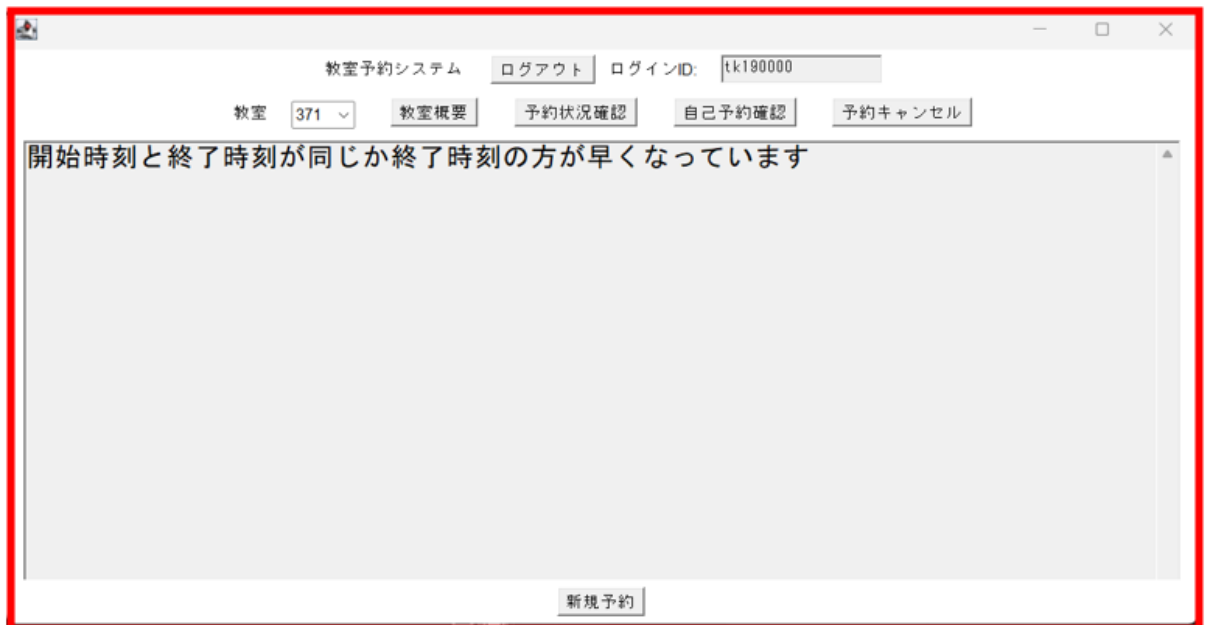 教室予約システム ログアウト ログインID: tk190000
教室 371 教室概要 予約状況確認 自己予約確認 予約キャンセル
開始時刻と終了時刻が同じか終了時刻の方が早くなっています
新規予約